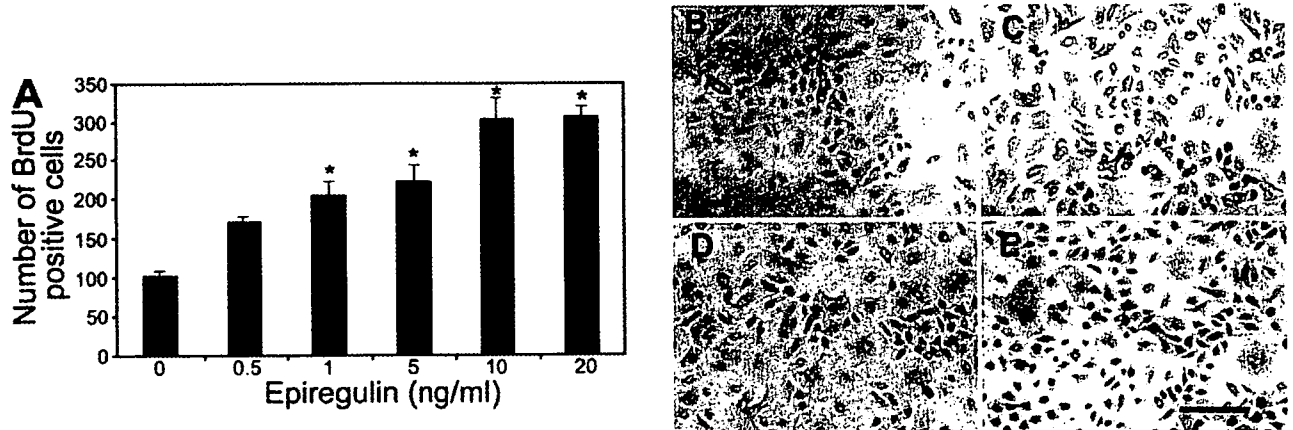 A
Number of BrdU
positive cells
350
300
250
200
150
100
50
0
* * * *
0 0.5 1 5 10 20
Epiregulin (ng/ml)
B
C
D
E